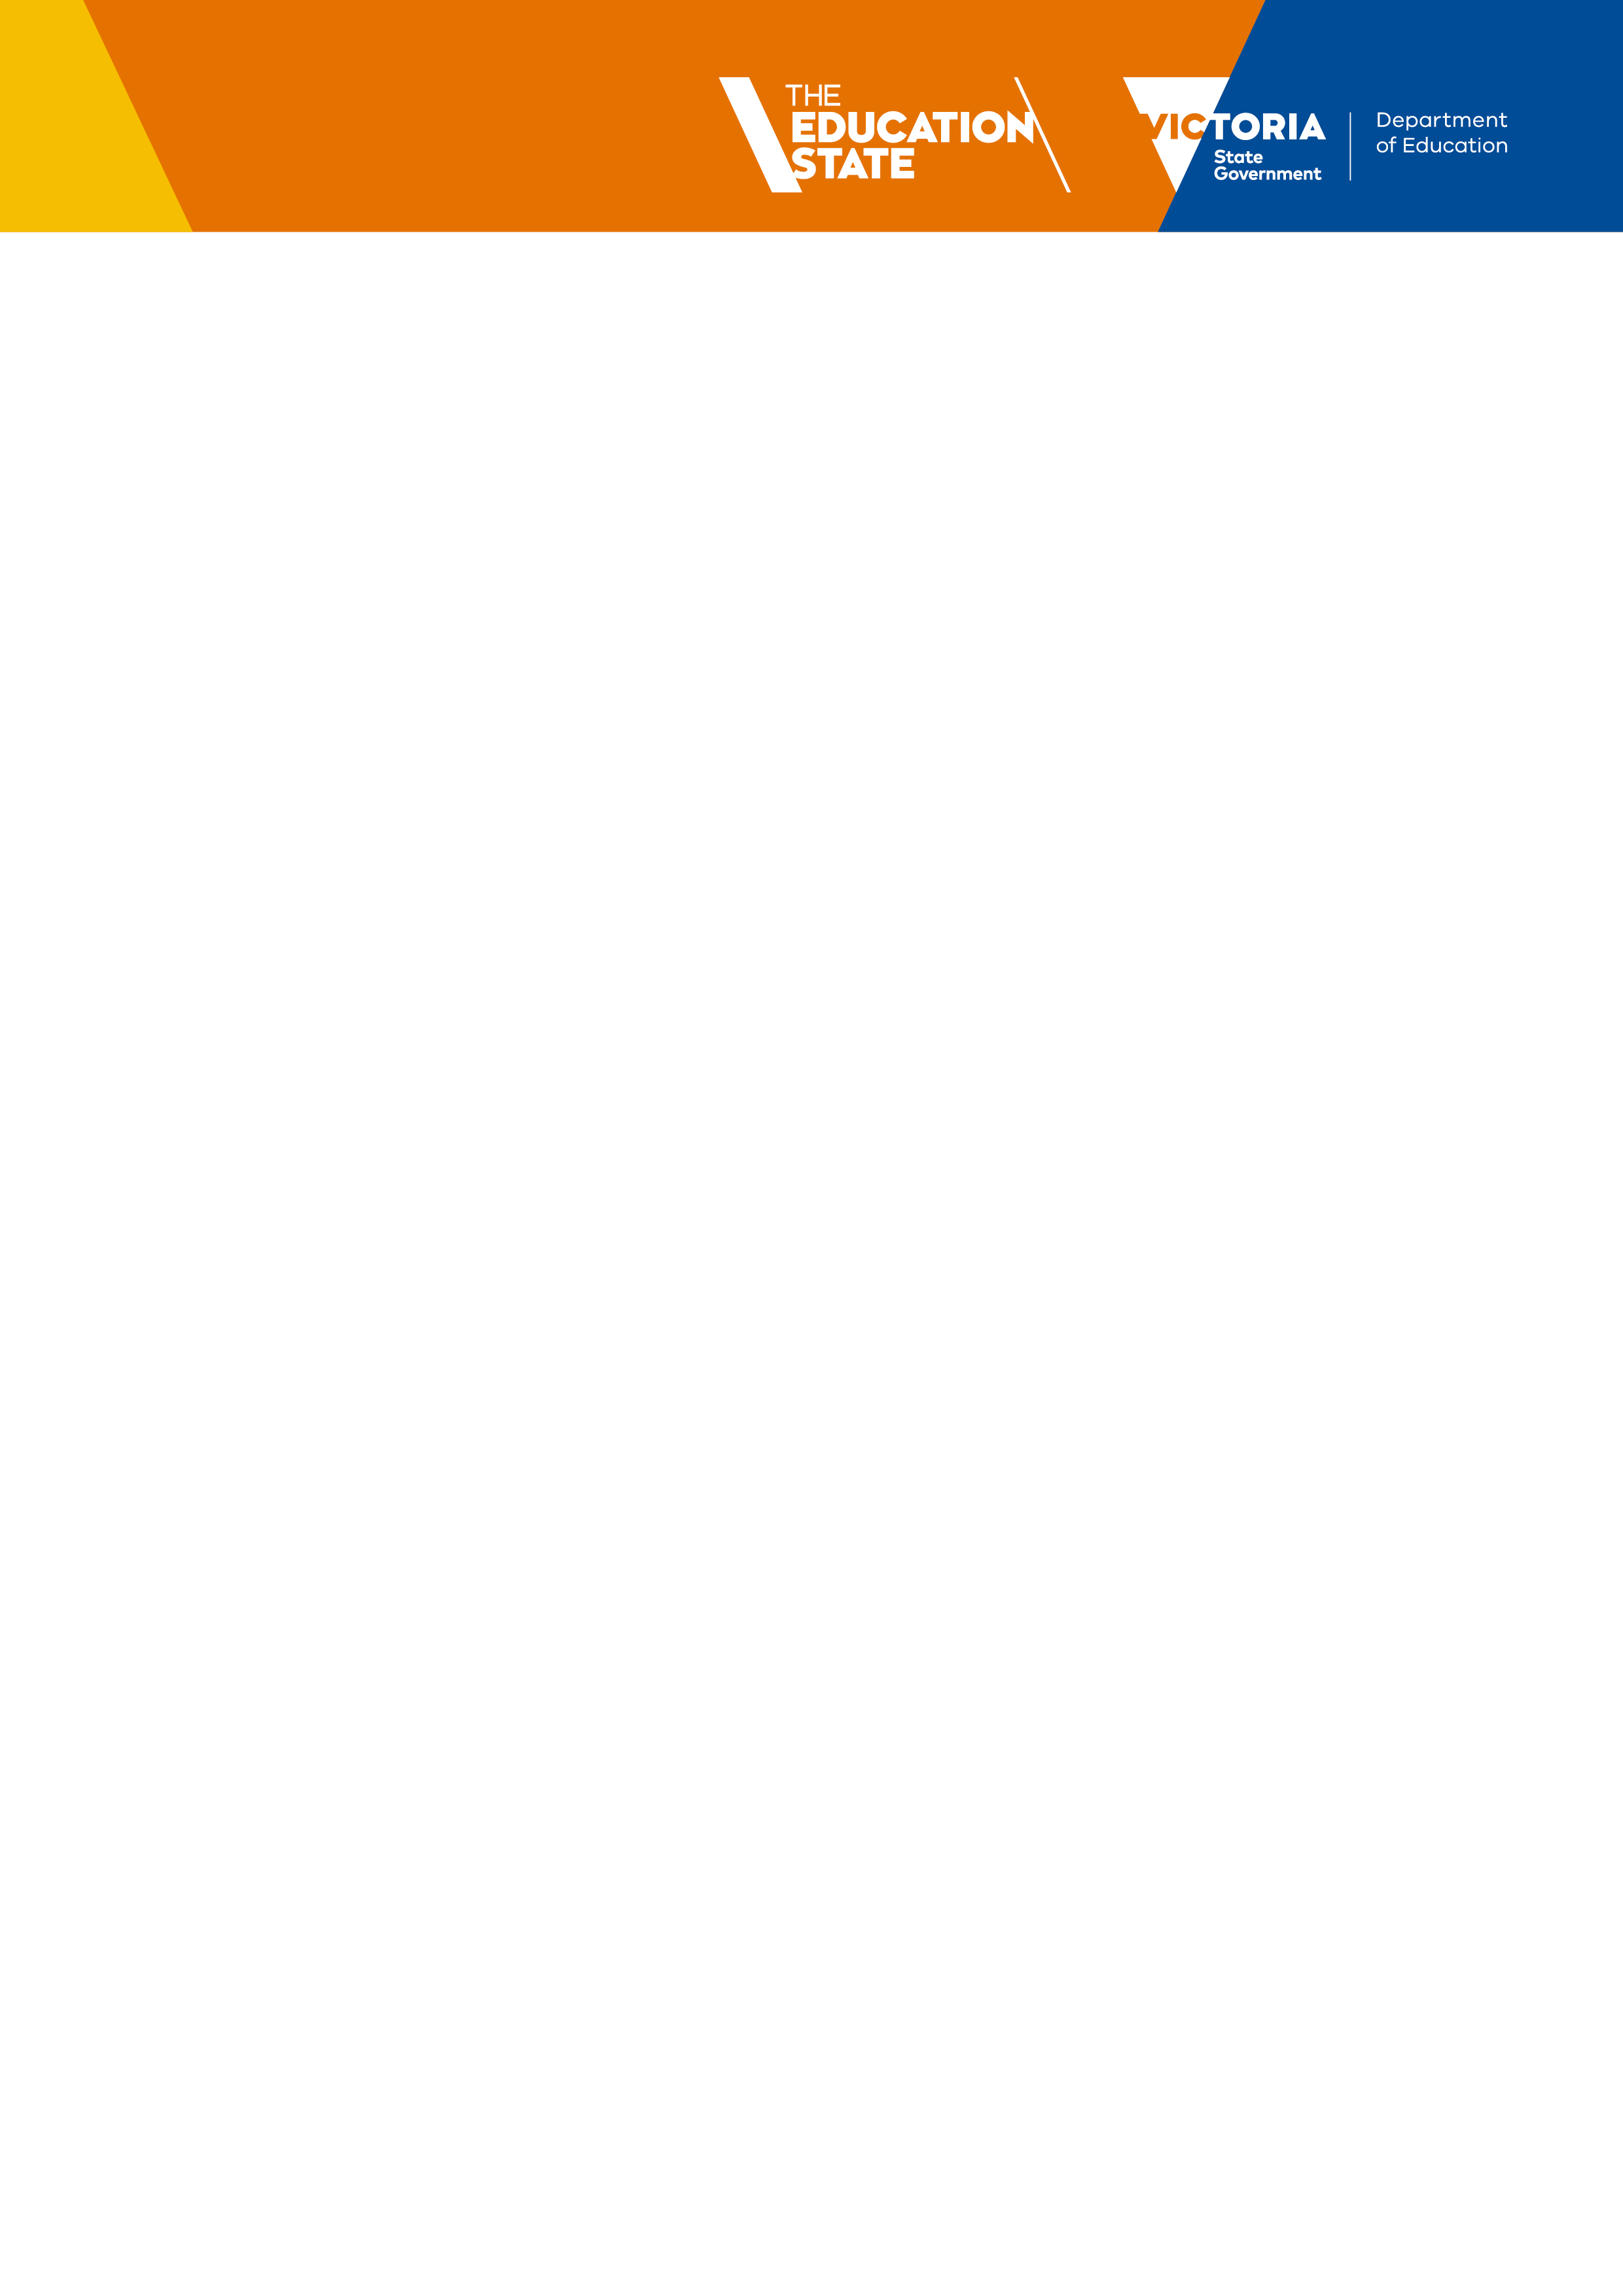 THE
EDUCATION
STATE
VICTORIA
State
Government
Department
of Education